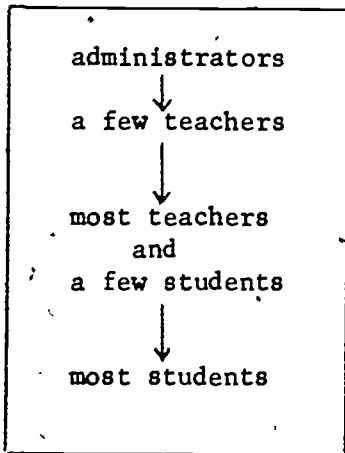 administrators
a few teachers
most teachers
and
a few students
most students